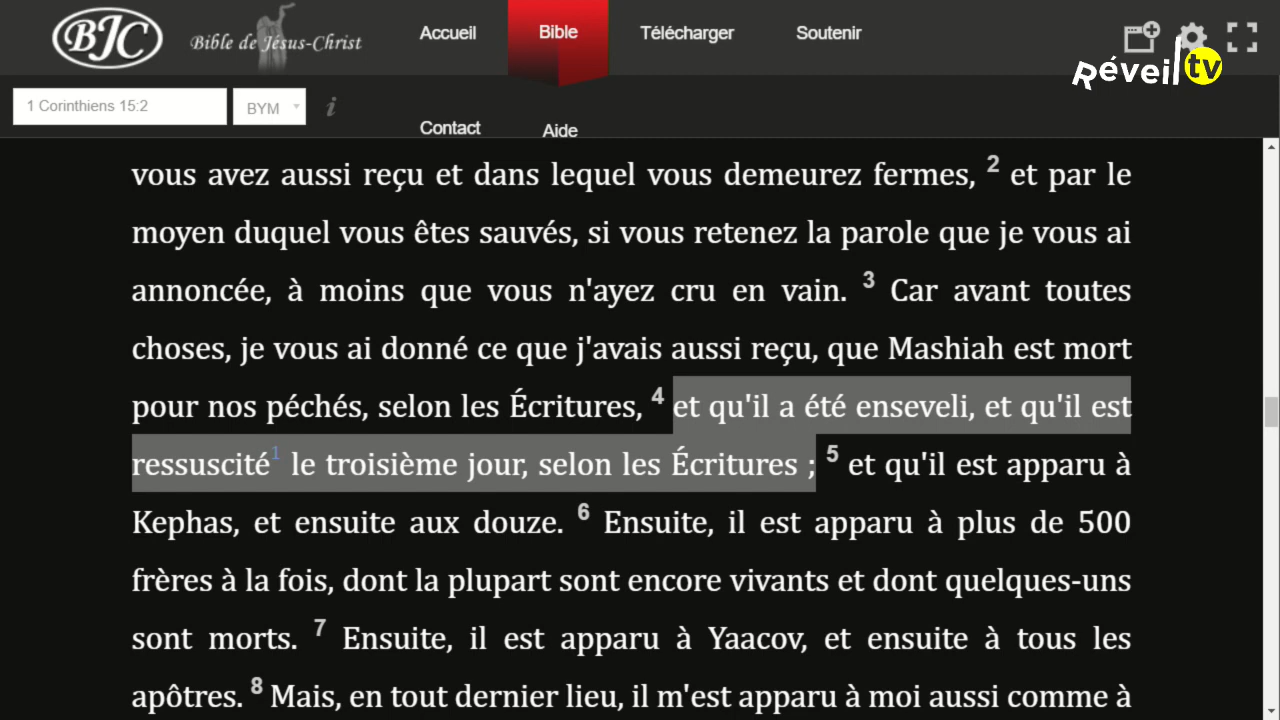 BJC
Bible de Jésus-Christ
Accueil
Bible
Télécharger
Soutenir
Réveil tv
1 Corinthiens 15:2
BYM
i
Contact
Aide
vous avez aussi reçu et dans lequel vous demeurez fermes, 2 et par le
moyen duquel vous êtes sauvés, si vous retenez la parole que je vous ai
annoncée, à moins que vous n'ayez cru en vain. 3 Car avant toutes
choses, je vous ai donné ce que j'avais aussi reçu, que Mashiah est mort
pour nos péchés, selon les Écritures, 4 et qu'il a été enseveli, et qu'il est
ressuscité1 le troisième jour, selon les Écritures ; 5 et qu'il est apparu à
Kephas, et ensuite aux douze. 6 Ensuite, il est apparu à plus de 500
frères à la fois, dont la plupart sont encore vivants et dont quelques-uns
sont morts. 7 Ensuite, il est apparu à Yaacov, et ensuite à tous les
apôtres. 8 Mais, en tout dernier lieu, il m'est apparu à moi aussi comme à